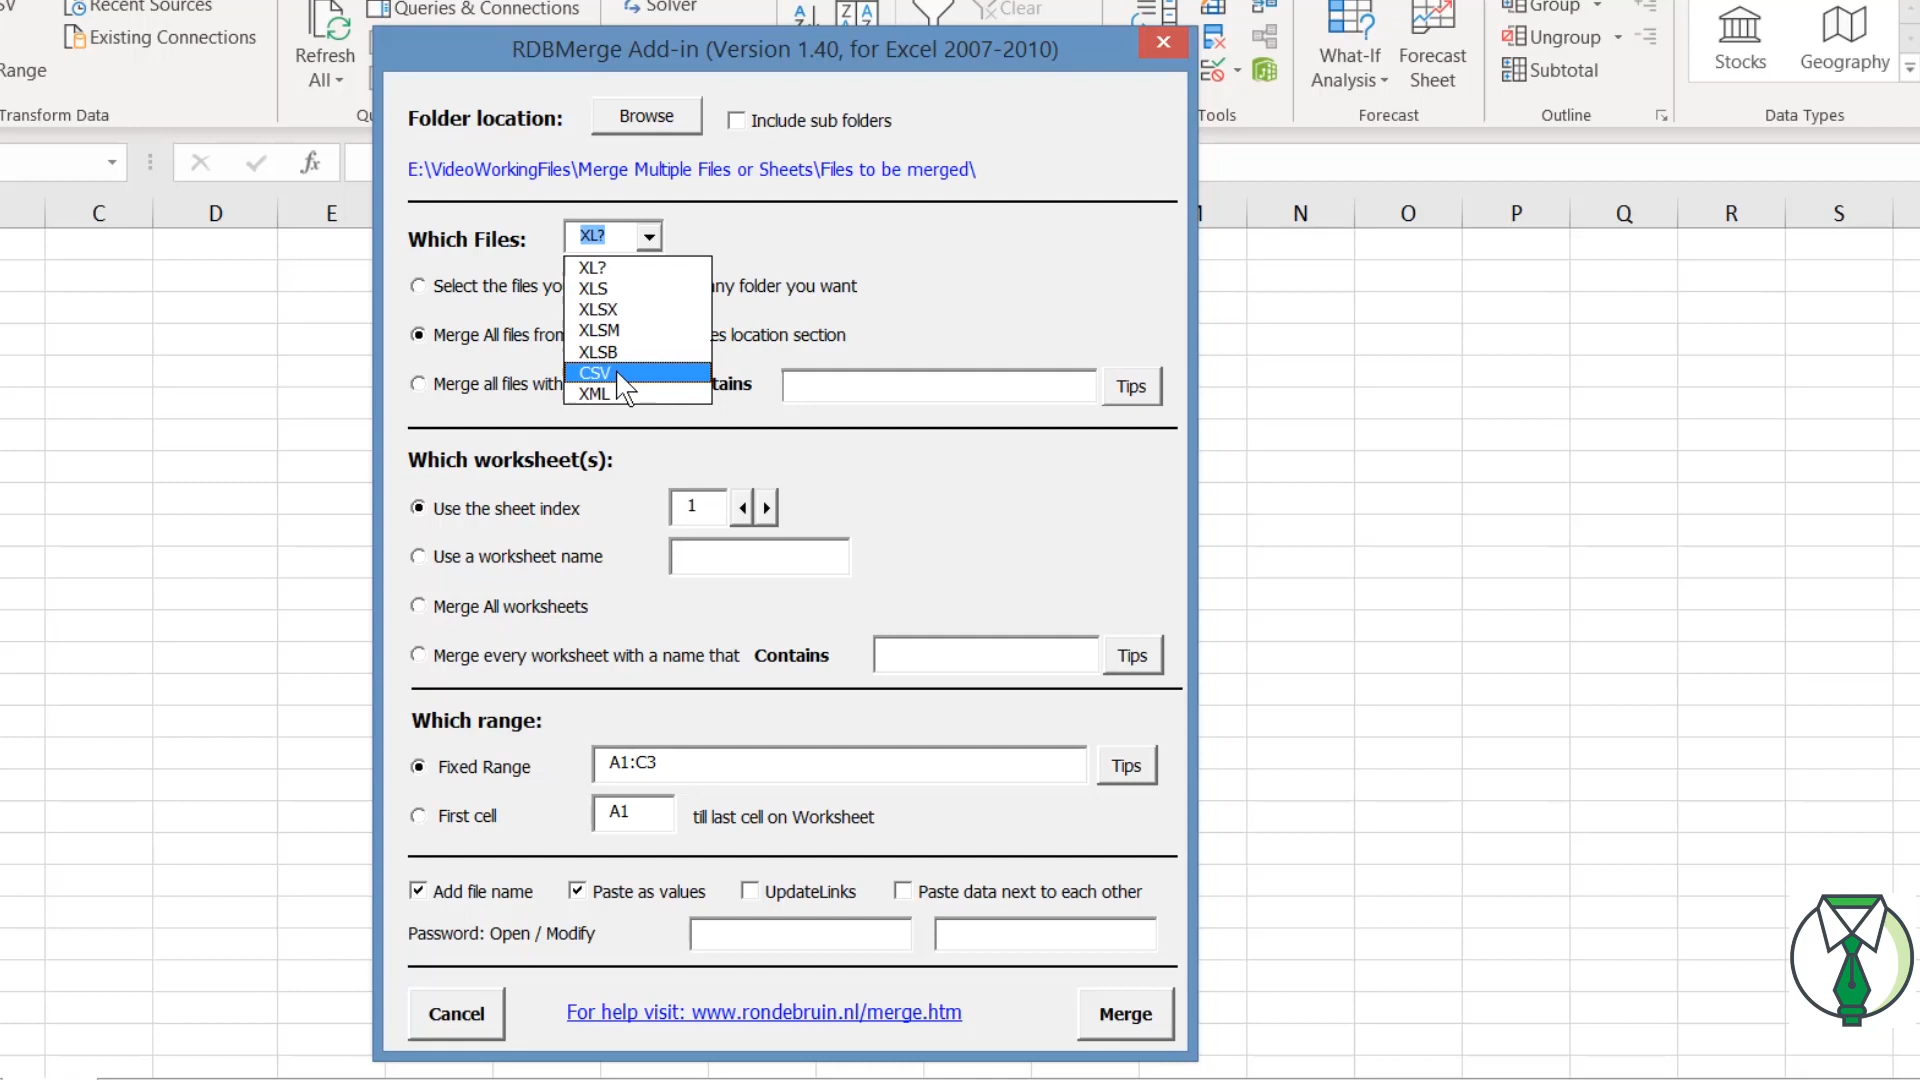 Recent Sources
Queries & Connections
Solver
Clear
Group
Existing Connections
Refresh
All
What-If
Analysis
Forecast
Sheet
Ungroup
Subtotal
Stocks
Geography
Range
Transform Data
Tools
Forecast
Outline
Data Types
RDBMerge Add-in (Version 1.40, for Excel 2007-2010)
Folder location:
Browse
Include sub folders
E:\VideoWorkingFiles\Merge Multiple Files or Sheets\Files to be merged\
fx
C D E N O P Q R S
Which Files:
XL?
XL?
XLS
XLSX
XLSM
XLSB
CSV
XML
Select the files yo ny folder you want
Merge All files from es location section
Merge all files with tains
Tips
Which worksheet(s):
Use the sheet index
1
Use a worksheet name
Merge All worksheets
Merge every worksheet with a name that Contains
Tips
Which range:
Fixed Range
A1:C3
Tips
First cell
A1
till last cell on Worksheet
Add file name
Paste as values
UpdateLinks
Paste data next to each other
Password: Open / Modify
Cancel
For help visit: www.rondebruin.nl/merge.htm
Merge